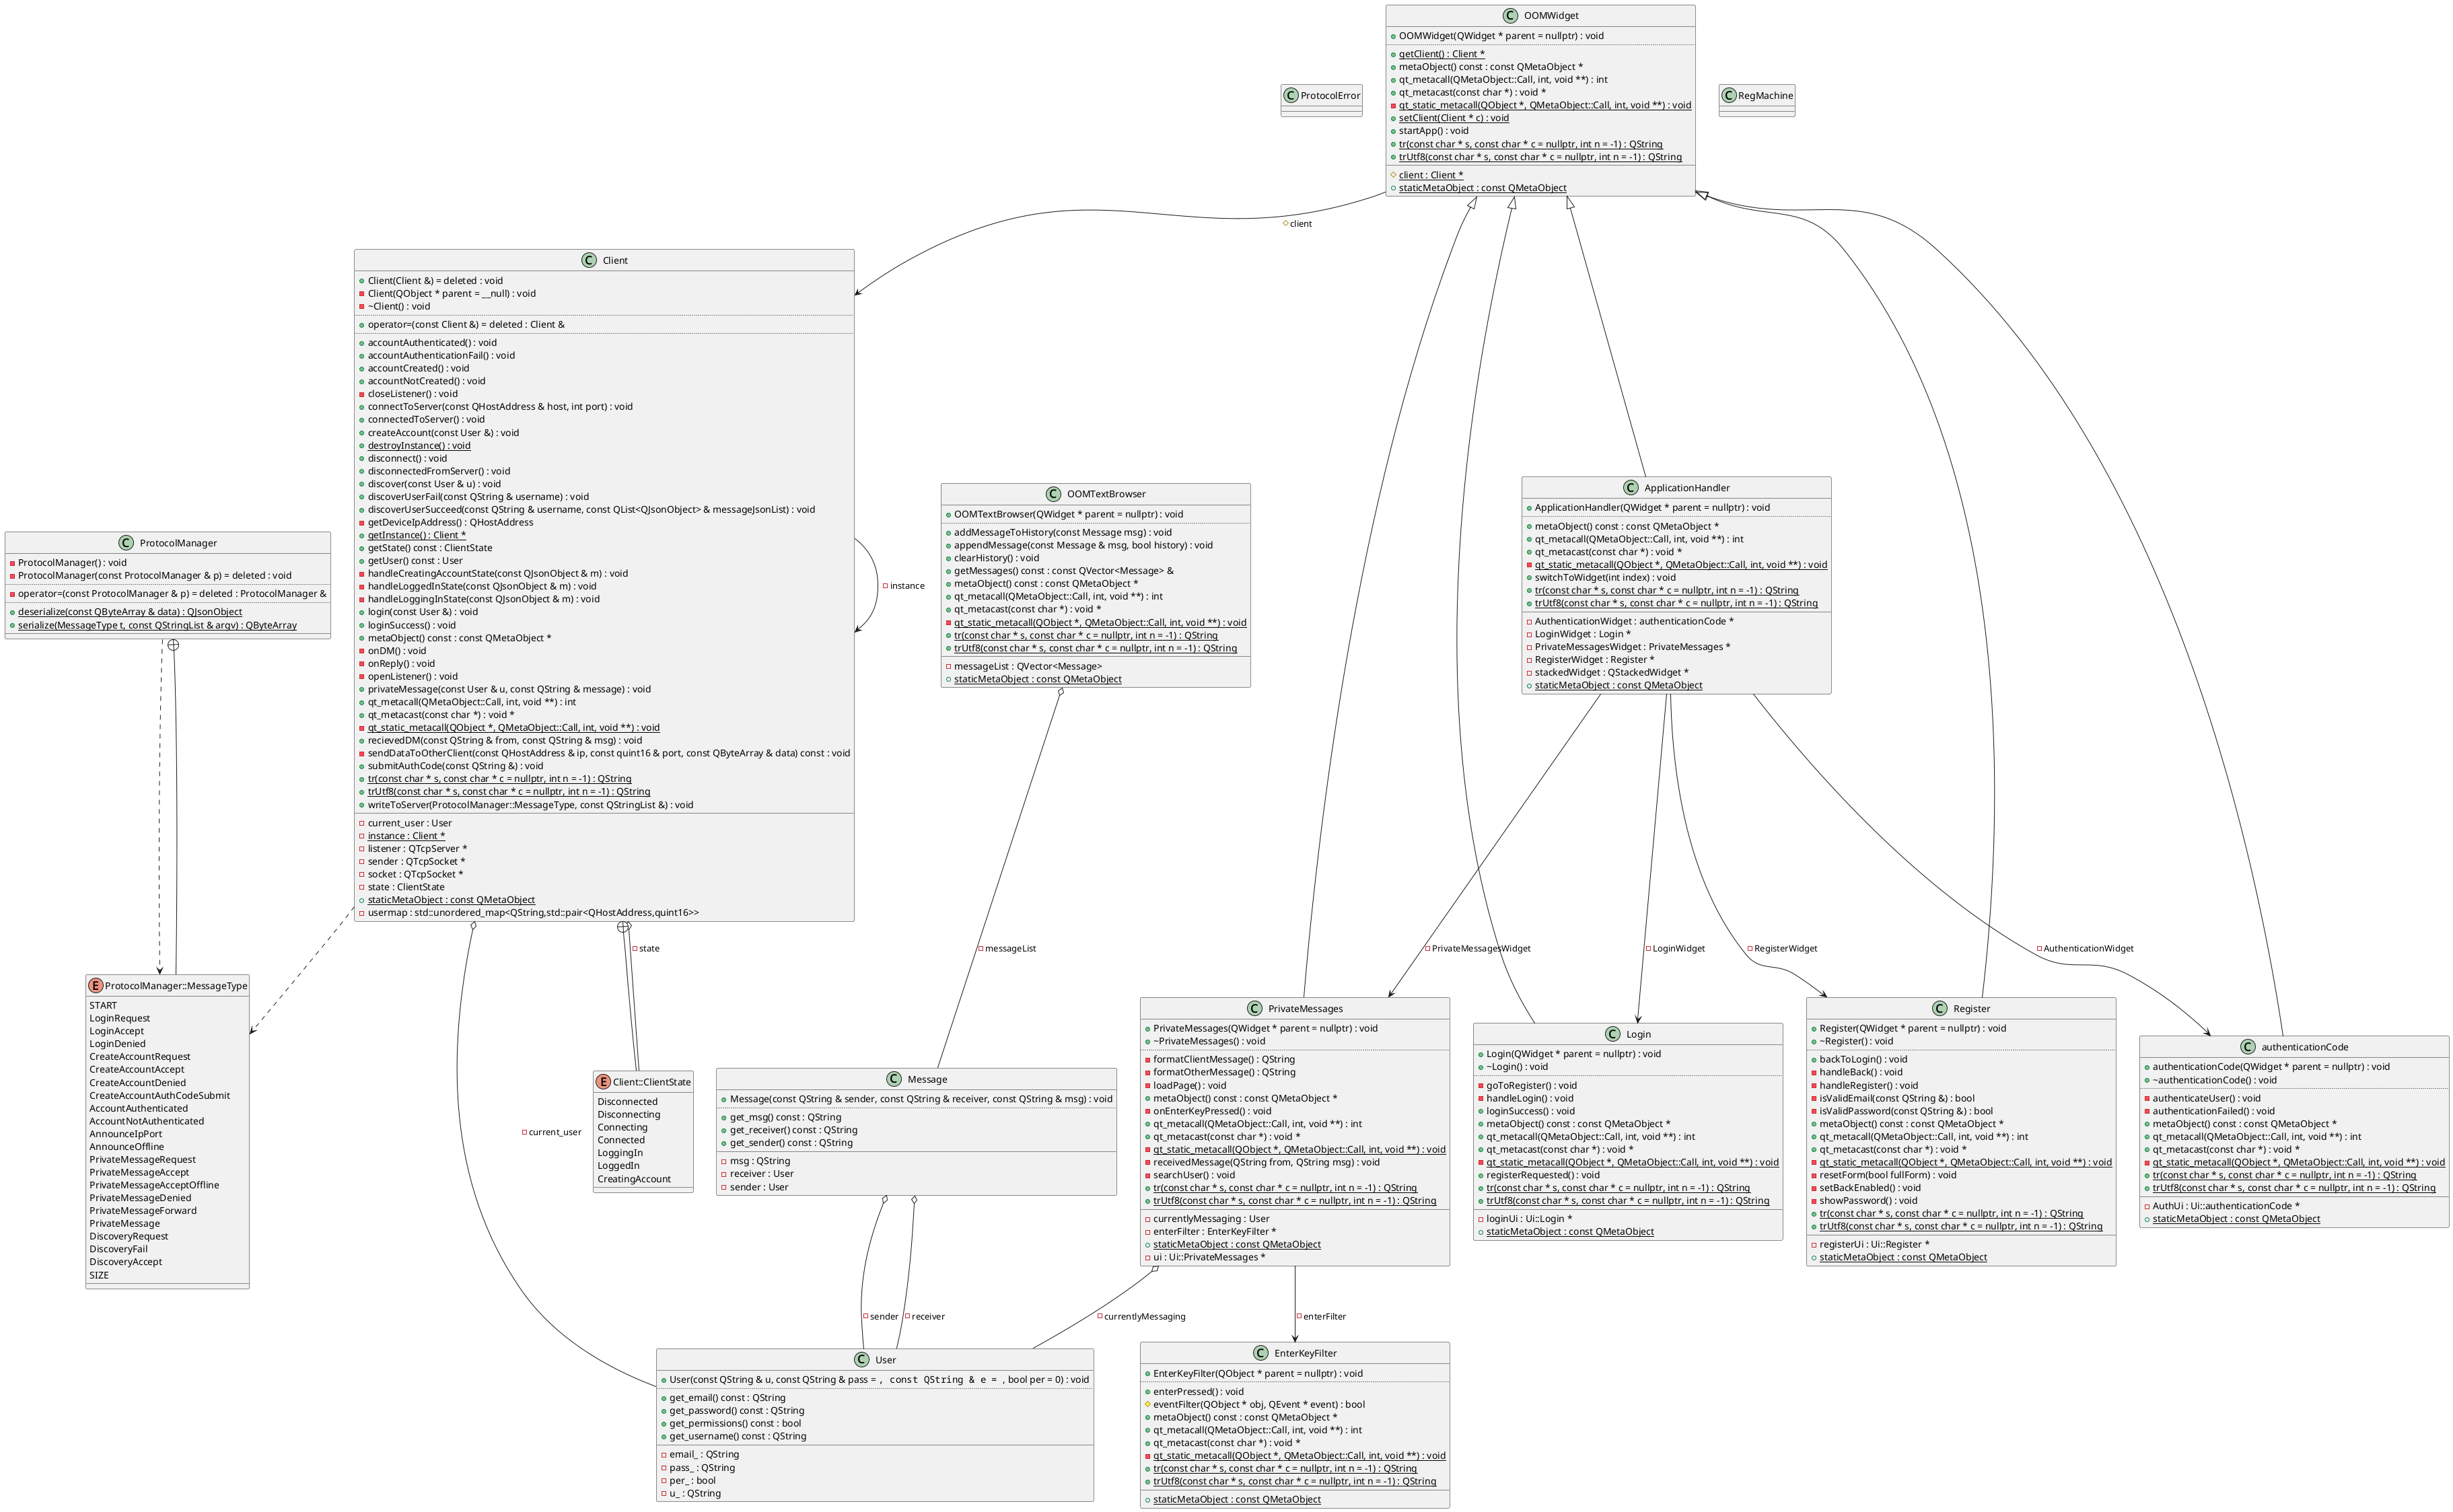 OOMWidget
OOMWidget(QWidget * parent = nullptr) : void
getClient() : Client *
metaObject() const : const QMetaObject *
qt_metacall(QMetaObject::Call, int, void **) : int
qt_metacast(const char *) : void *
qt_static_metacall(QObject *, QMetaObject::Call, int, void **) : void
setClient(Client * c) : void
startApp() : void
tr(const char * s, const char * c = nullptr, int n = -1) : QString
trUtf8(const char * s, const char * c = nullptr, int n = -1) : QString
client : Client *
staticMetaObject : const QMetaObject
ProtocolError
RegMachine
client
Client
Client(Client &) = deleted : void
Client(QObject * parent = __null) : void
~Client() : void
operator=(const Client &) = deleted : Client &
accountAuthenticated() : void
accountAuthenticationFail() : void
accountCreated() : void
accountNotCreated() : void
closeListener() : void
connectToServer(const QHostAddress & host, int port) : void
connectedToServer() : void
createAccount(const User &) : void
destroyInstance() : void
disconnect() : void
disconnectedFromServer() : void
discover(const User & u) : void
discoverUserFail(const QString & username) : void
discoverUserSucceed(const QString & username, const QList<QJsonObject> & messageJsonList) : void
getDeviceIpAddress() : QHostAddress
getInstance() : Client *
getState() const : ClientState
getUser() const : User
handleCreatingAccountState(const QJsonObject & m) : void
handleLoggedInState(const QJsonObject & m) : void
handleLoggingInState(const QJsonObject & m) : void
login(const User &) : void
loginSuccess() : void
metaObject() const : const QMetaObject *
onDM() : void
onReply() : void
openListener() : void
privateMessage(const User & u, const QString & message) : void
qt_metacall(QMetaObject::Call, int, void **) : int
qt_metacast(const char *) : void *
qt_static_metacall(QObject *, QMetaObject::Call, int, void **) : void
recievedDM(const QString & from, const QString & msg) : void
sendDataToOtherClient(const QHostAddress & ip, const quint16 & port, const QByteArray & data) const : void
submitAuthCode(const QString &) : void
tr(const char * s, const char * c = nullptr, int n = -1) : QString
trUtf8(const char * s, const char * c = nullptr, int n = -1) : QString
writeToServer(ProtocolManager::MessageType, const QStringList &) : void
current_user : User
instance : Client *
listener : QTcpServer *
sender : QTcpSocket *
socket : QTcpSocket *
state : ClientState
staticMetaObject : const QMetaObject
usermap : std::unordered_map<QString,std::pair<QHostAddress,quint16>>
instance
ProtocolManager
ProtocolManager() : void
ProtocolManager(const ProtocolManager & p) = deleted : void
operator=(const ProtocolManager & p) = deleted : ProtocolManager &
deserialize(const QByteArray & data) : QJsonObject
serialize(MessageType t, const QStringList & argv) : QByteArray
OOMTextBrowser
OOMTextBrowser(QWidget * parent = nullptr) : void
addMessageToHistory(const Message msg) : void
appendMessage(const Message & msg, bool history) : void
clearHistory() : void
getMessages() const : const QVector<Message> &
metaObject() const : const QMetaObject *
qt_metacall(QMetaObject::Call, int, void **) : int
qt_metacast(const char *) : void *
qt_static_metacall(QObject *, QMetaObject::Call, int, void **) : void
tr(const char * s, const char * c = nullptr, int n = -1) : QString
trUtf8(const char * s, const char * c = nullptr, int n = -1) : QString
messageList : QVector<Message>
staticMetaObject : const QMetaObject
ApplicationHandler
ApplicationHandler(QWidget * parent = nullptr) : void
metaObject() const : const QMetaObject *
qt_metacall(QMetaObject::Call, int, void **) : int
qt_metacast(const char *) : void *
qt_static_metacall(QObject *, QMetaObject::Call, int, void **) : void
switchToWidget(int index) : void
tr(const char * s, const char * c = nullptr, int n = -1) : QString
trUtf8(const char * s, const char * c = nullptr, int n = -1) : QString
AuthenticationWidget : authenticationCode *
LoginWidget : Login *
PrivateMessagesWidget : PrivateMessages *
RegisterWidget : Register *
stackedWidget : QStackedWidget *
staticMetaObject : const QMetaObject
state
messageList
PrivateMessagesWidget
LoginWidget
RegisterWidget
AuthenticationWidget
ProtocolManager::MessageType
START
LoginRequest
LoginAccept
LoginDenied
CreateAccountRequest
CreateAccountAccept
CreateAccountDenied
CreateAccountAuthCodeSubmit
AccountAuthenticated
AccountNotAuthenticated
AnnounceIpPort
AnnounceOffline
PrivateMessageRequest
PrivateMessageAccept
PrivateMessageAcceptOffline
PrivateMessageDenied
PrivateMessageForward
PrivateMessage
DiscoveryRequest
DiscoveryFail
DiscoveryAccept
SIZE
current_user
Client::ClientState
Disconnected
Disconnecting
Connecting
Connected
LoggingIn
LoggedIn
CreatingAccount
Message
Message(const QString & sender, const QString & receiver, const QString & msg) : void
get_msg() const : QString
get_receiver() const : QString
get_sender() const : QString
msg : QString
receiver : User
sender : User
PrivateMessages
PrivateMessages(QWidget * parent = nullptr) : void
~PrivateMessages() : void
formatClientMessage() : QString
formatOtherMessage() : QString
loadPage() : void
metaObject() const : const QMetaObject *
onEnterKeyPressed() : void
qt_metacall(QMetaObject::Call, int, void **) : int
qt_metacast(const char *) : void *
qt_static_metacall(QObject *, QMetaObject::Call, int, void **) : void
receivedMessage(QString from, QString msg) : void
searchUser() : void
tr(const char * s, const char * c = nullptr, int n = -1) : QString
trUtf8(const char * s, const char * c = nullptr, int n = -1) : QString
currentlyMessaging : User
enterFilter : EnterKeyFilter *
staticMetaObject : const QMetaObject
ui : Ui::PrivateMessages *
Login
Login(QWidget * parent = nullptr) : void
~Login() : void
goToRegister() : void
handleLogin() : void
loginSuccess() : void
metaObject() const : const QMetaObject *
qt_metacall(QMetaObject::Call, int, void **) : int
qt_metacast(const char *) : void *
qt_static_metacall(QObject *, QMetaObject::Call, int, void **) : void
registerRequested() : void
tr(const char * s, const char * c = nullptr, int n = -1) : QString
trUtf8(const char * s, const char * c = nullptr, int n = -1) : QString
loginUi : Ui::Login *
staticMetaObject : const QMetaObject
Register
Register(QWidget * parent = nullptr) : void
~Register() : void
backToLogin() : void
handleBack() : void
handleRegister() : void
isValidEmail(const QString &) : bool
isValidPassword(const QString &) : bool
metaObject() const : const QMetaObject *
qt_metacall(QMetaObject::Call, int, void **) : int
qt_metacast(const char *) : void *
qt_static_metacall(QObject *, QMetaObject::Call, int, void **) : void
resetForm(bool fullForm) : void
setBackEnabled() : void
showPassword() : void
tr(const char * s, const char * c = nullptr, int n = -1) : QString
trUtf8(const char * s, const char * c = nullptr, int n = -1) : QString
registerUi : Ui::Register *
staticMetaObject : const QMetaObject
authenticationCode
authenticationCode(QWidget * parent = nullptr) : void
~authenticationCode() : void
authenticateUser() : void
authenticationFailed() : void
metaObject() const : const QMetaObject *
qt_metacall(QMetaObject::Call, int, void **) : int
qt_metacast(const char *) : void *
qt_static_metacall(QObject *, QMetaObject::Call, int, void **) : void
tr(const char * s, const char * c = nullptr, int n = -1) : QString
trUtf8(const char * s, const char * c = nullptr, int n = -1) : QString
AuthUi : Ui::authenticationCode *
staticMetaObject : const QMetaObject
sender
receiver
currentlyMessaging
enterFilter
User
User(const QString & u, const QString & pass = , const QString & e = , bool per = 0) : void
get_email() const : QString
get_password() const : QString
get_permissions() const : bool
get_username() const : QString
email_ : QString
pass_ : QString
per_ : bool
u_ : QString
EnterKeyFilter
EnterKeyFilter(QObject * parent = nullptr) : void
enterPressed() : void
eventFilter(QObject * obj, QEvent * event) : bool
metaObject() const : const QMetaObject *
qt_metacall(QMetaObject::Call, int, void **) : int
qt_metacast(const char *) : void *
qt_static_metacall(QObject *, QMetaObject::Call, int, void **) : void
tr(const char * s, const char * c = nullptr, int n = -1) : QString
trUtf8(const char * s, const char * c = nullptr, int n = -1) : QString
staticMetaObject : const QMetaObject